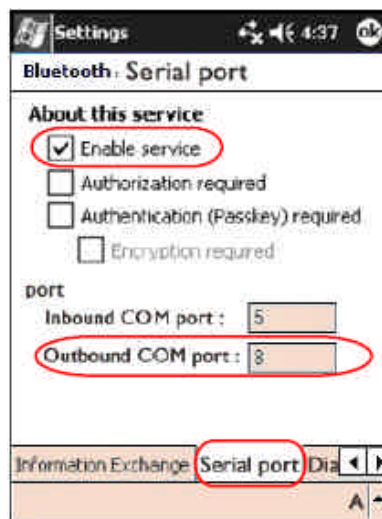 Settings 4:37 ok
Bluetooth: Serial port
About this service
Enable service
Authorization required
Authentication (Passkey) required
Encryption required
port
Inbound COM port : 5
Outbound COM port : 8
Information Exchange Serial port Dia
A